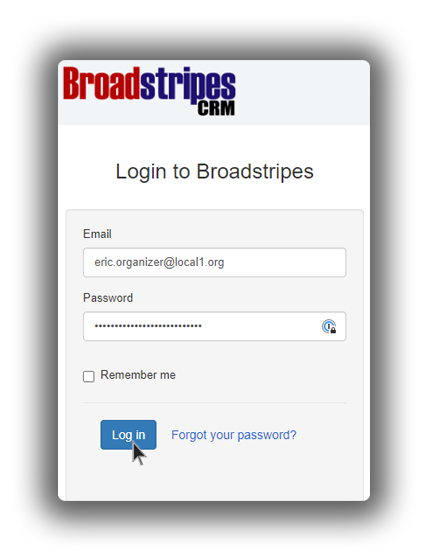 Broadstripes
CRM
Login to Broadstripes
Email
eric.organizer@local1.org
Password
•••••••••••••••••••••••••••
Remember me
Log in Forgot your password?